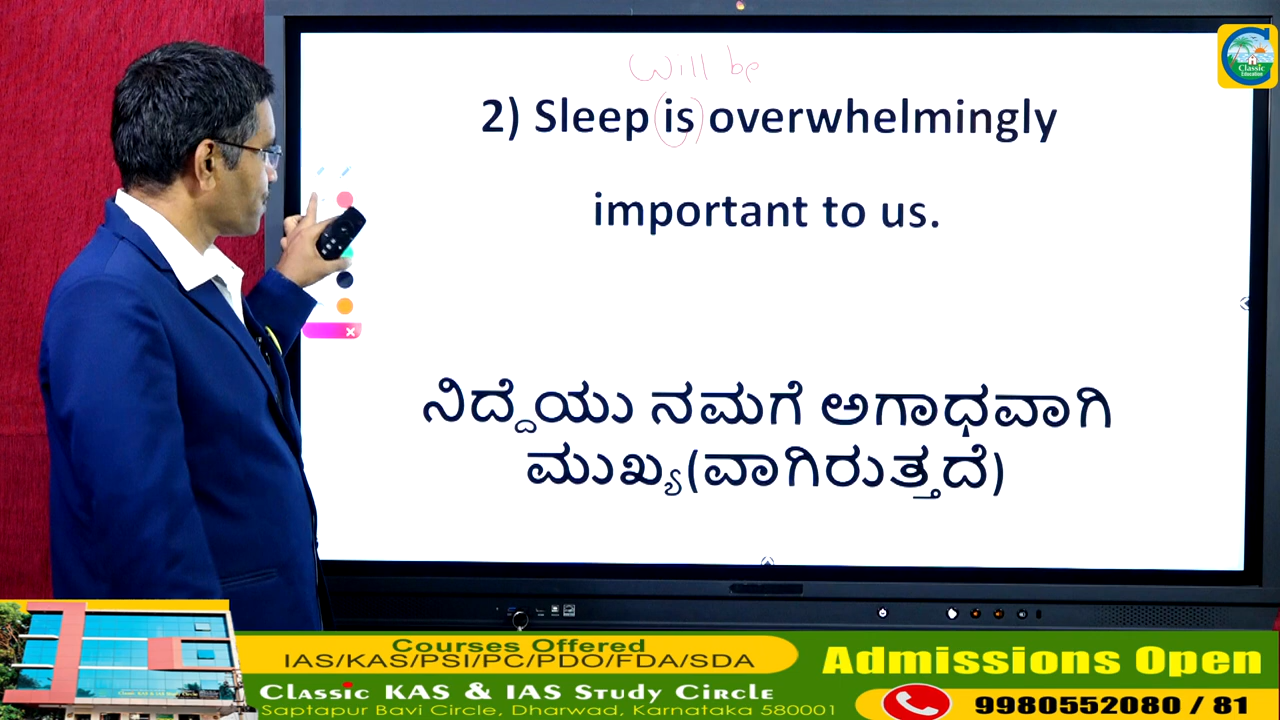 Classic
Education
Will be
2) Sleep is overwhelmingly
important to us.
ನಿದ್ದೆಯು ನಮಗೆ ಅಗಾಧವಾಗಿ
ಮುಖ್ಯ(ವಾಗಿರುತ್ತದೆ)
Courses Offered
IAS/KAS/PSI/PC/PDO/FDA/SDA
Classic KAS & IAS Study Circle
Saptapur Bavi Circle, Dharwad, Karnataka 580001
Admissions Open
9980552080 / 81